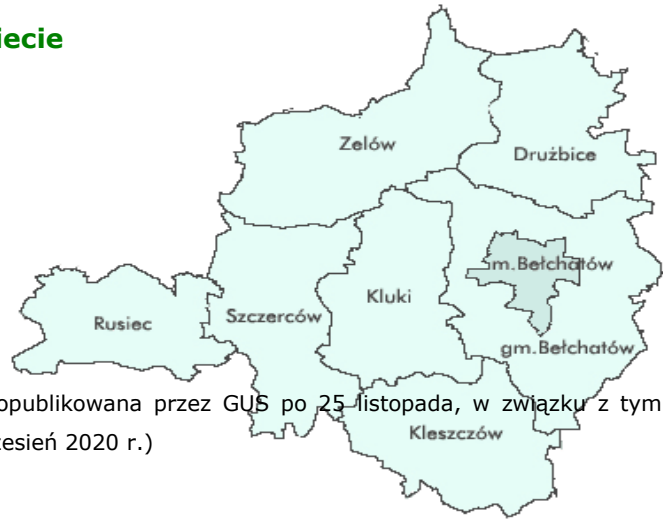 iecie
Zelów
Drużbice
m.Bełchatów
Kluki
Szczerców
Rusiec
gm.Bełchatów
opublikowana przez GUS po 25 listopada, w związku z tym
Kleszczów
zesień 2020 r.)